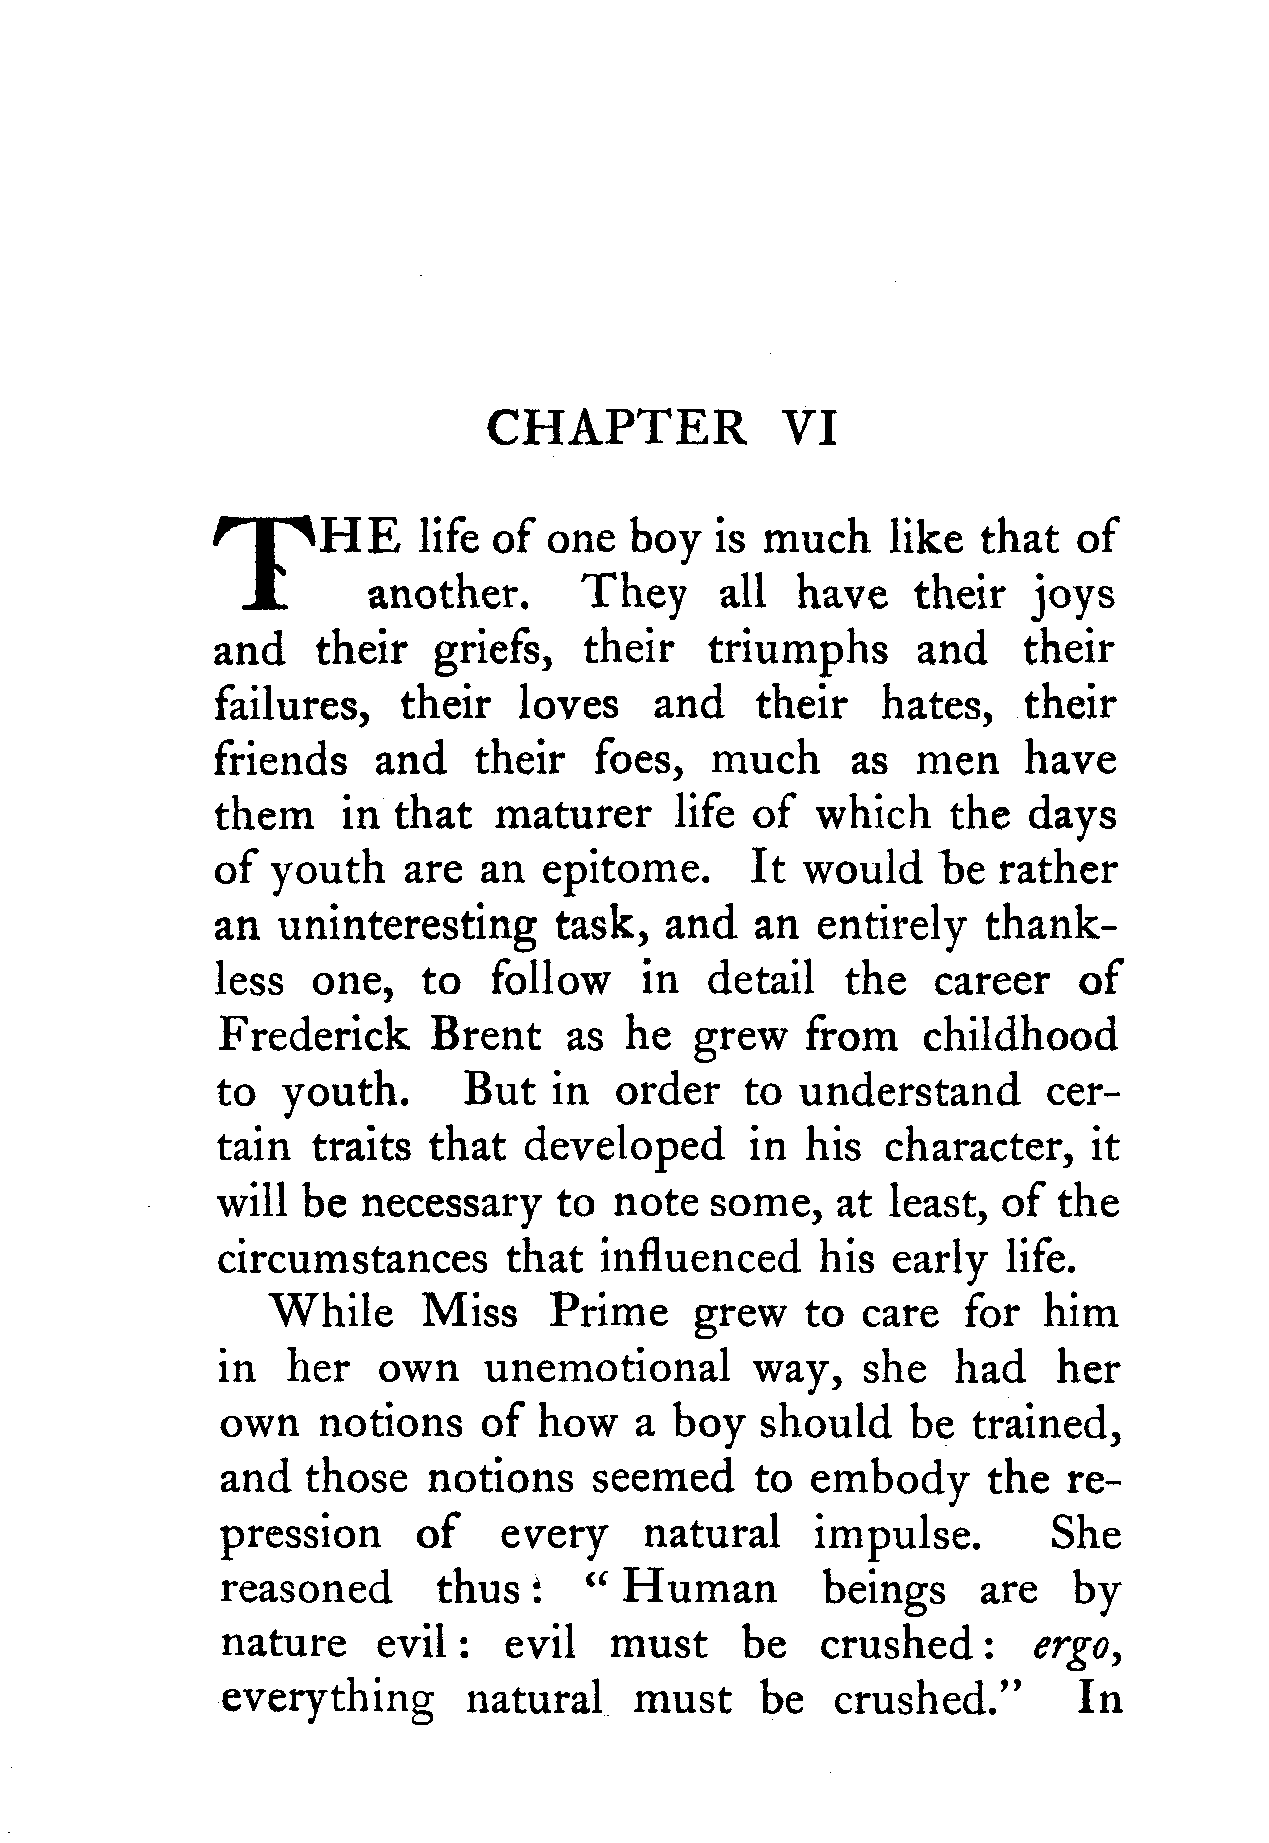 CHAPTER VI
THE life of one boy is much like that of
another. They all have their joys
and their griefs, their triumphs and their
failures, their loves and their hates, their
friends and their foes, much as men have
them in that maturer life of which the days
of youth are an epitome. It would be rather
an uninteresting task, and an entirely thank-
less one, to follow in detail the career of
Frederick Brent as he grew from childhood
to youth. But in order to understand cer-
tain traits that developed in his character, it
will be necessary to note some, at least, of the
circumstances that influenced his early life.
While Miss Prime grew to care for him
in her own unemotional way, she had her
own notions of how a boy should be trained,
and those notions seemed to embody the re-
pression of every natural impulse. She
reasoned thus: “Human beings are by
nature evil: evil must be crushed: ergo,
everything natural must be crushed.” In